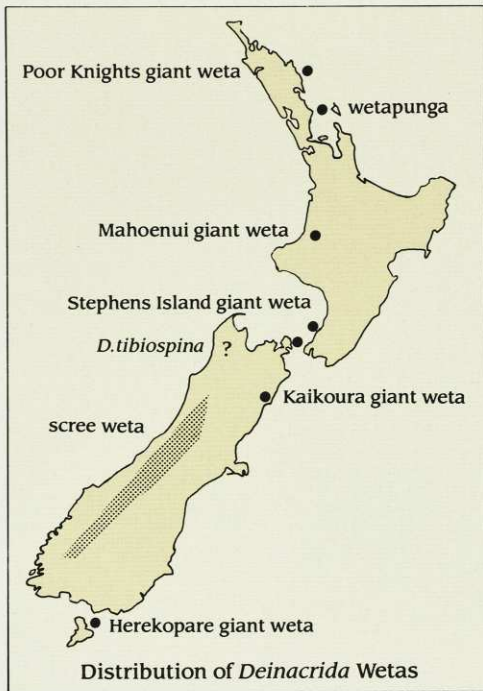 Poor Knights giant weta
wetapunga
Mahoenui giant weta
Stephens Island giant weta
D.tibiospina
?
Kaikoura giant weta
scree weta
Herekopare giant weta
Distribution of Deinacrida Wetas